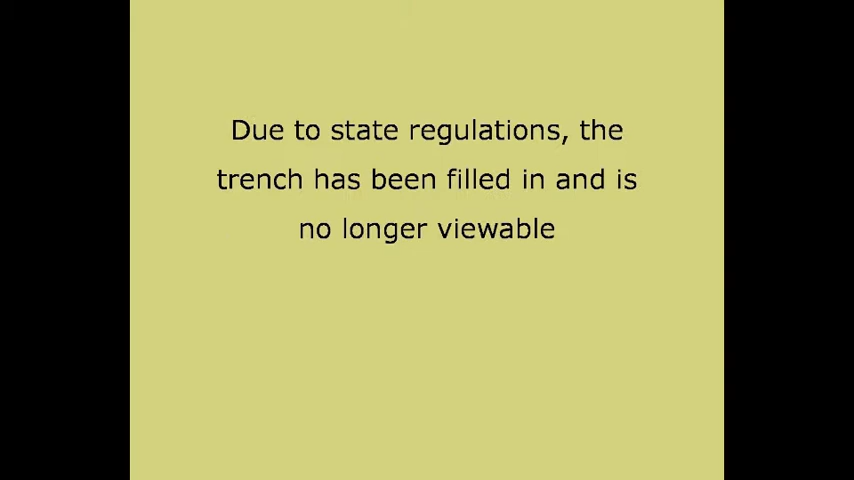 Due to state regulations, the
trench has been filled in and is
no longer viewable